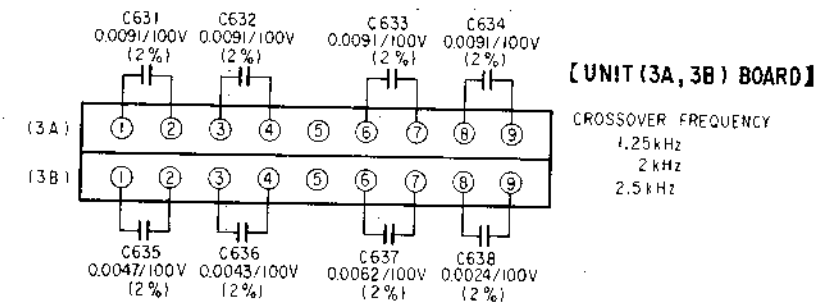 C631 C632 C633 C634
0.0091/100V 0.0091/100V 0.0091/100V 0.0091/100V
(2%) (2%) (2%) (2%)
[UNIT (3A, 3B) BOARD]
CROSSOVER FREQUENCY
1.25kHz
2kHz
2.5kHz
(3A) 1 2 3 4 5 6 7 8 9
(3B) 1 2 3 4 5 6 7 8 9
C635 C636 C637 C638
0.0047/100V 0.0043/100V 0.0062/100V 0.0024/100V
(2%) (2%) (2%) (2%)